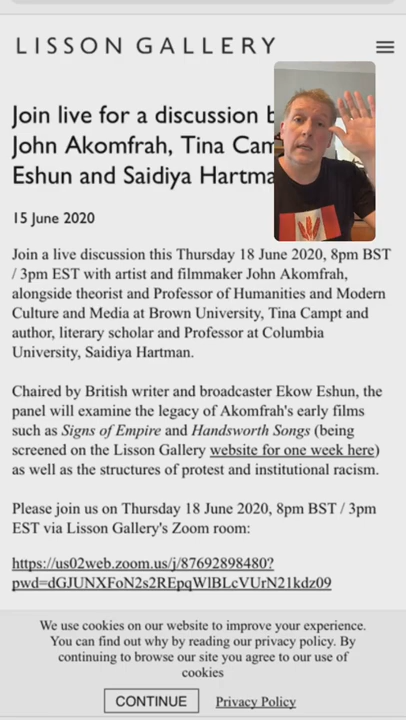 LISSON GALLERY
Join live for a discussion
John Akomfrah, Tina Cam
Eshun and Saidiya Hartma
15 June 2020
Join a live discussion this Thursday 18 June 2020, 8pm BST
/ 3pm EST with artist and filmmaker John Akomfrah,
alongside theorist and Professor of Humanities and Modern
Culture and Media at Brown University, Tina Campt and
author, literary scholar and Professor at Columbia
University, Saidiya Hartman.
Chaired by British writer and broadcaster Ekow Eshun, the
panel will examine the legacy of Akomfrah's early films
such as Signs of Empire and Handsworth Songs (being
screened on the Lisson Gallery website for one week here)
as well as the structures of protest and institutional racism.
Please join us on Thursday 18 June 2020, 8pm BST / 3pm
EST via Lisson Gallery's Zoom room:
https://us02web.zoom.us/j/87692898480?
pwd=dGJUNXFoN2s2REpqWlBLcVUrN21kdz09
We use cookies on our website to improve your experience.
You can find out why by reading our privacy policy. By
continuing to browse our site you agree to our use of
cookies
CONTINUE Privacy Policy